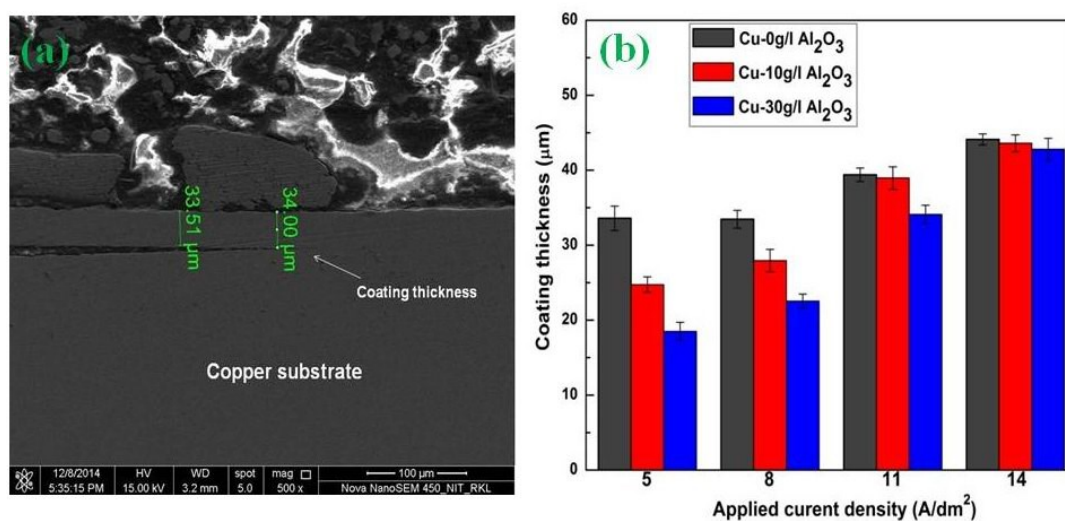 (a)
33.51 µm
34.00 µm
Coating thickness
Copper substrate
12/8/2014 HV WD spot mag □ 100 µm
5:35:15 PM 15.00 kV 3.2 mm 5.0 500 x Nova NanoSEM 450_NIT_RKL
(b)
Cu-0g/l Al₂O₃
Cu-10g/l Al₂O₃
Cu-30g/l Al₂O₃
Coating thickness (µm)
60
50
40
30
20
10
0
5 8 11 14
Applied curent density (A/dm²)